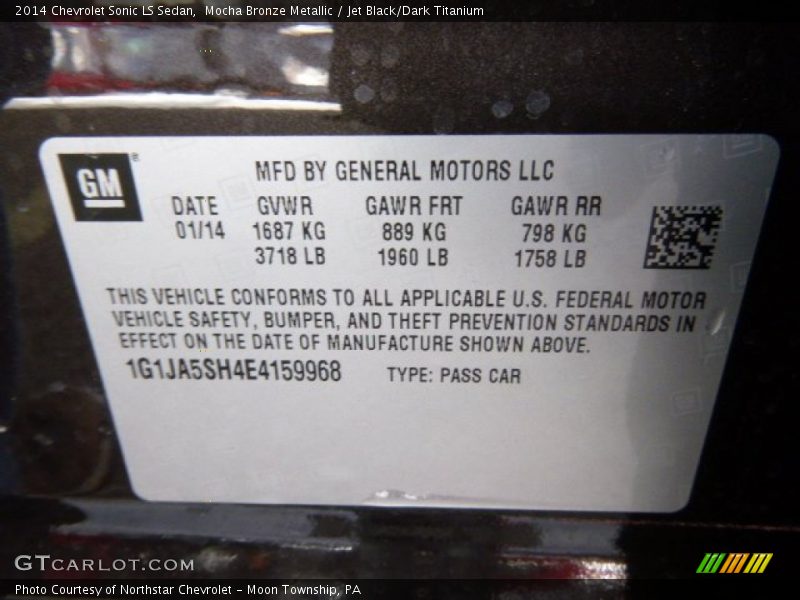 2014 Chevrolet Sonic LS Sedan, Mocha Bronze Metallic / Jet Black/Dark Titanium
GM ®
MFD BY GENERAL MOTORS LLC
DATE GVWR GAWR FRT GAWR RR
01/14 1687 KG 889 KG 798 KG
3718 LB 1960 LB 1758 LB
THIS VEHICLE CONFORMS TO ALL APPLICABLE U.S. FEDERAL MOTOR
VEHICLE SAFETY, BUMPER, AND THEFT PREVENTION STANDARDS IN
EFFECT ON THE DATE OF MANUFACTURE SHOWN ABOVE.
1G1JA5SH4E4159968 TYPE: PASS CAR
GTCARLOT.COM
Photo Courtesy of Northstar Chevrolet - Moon Township, PA